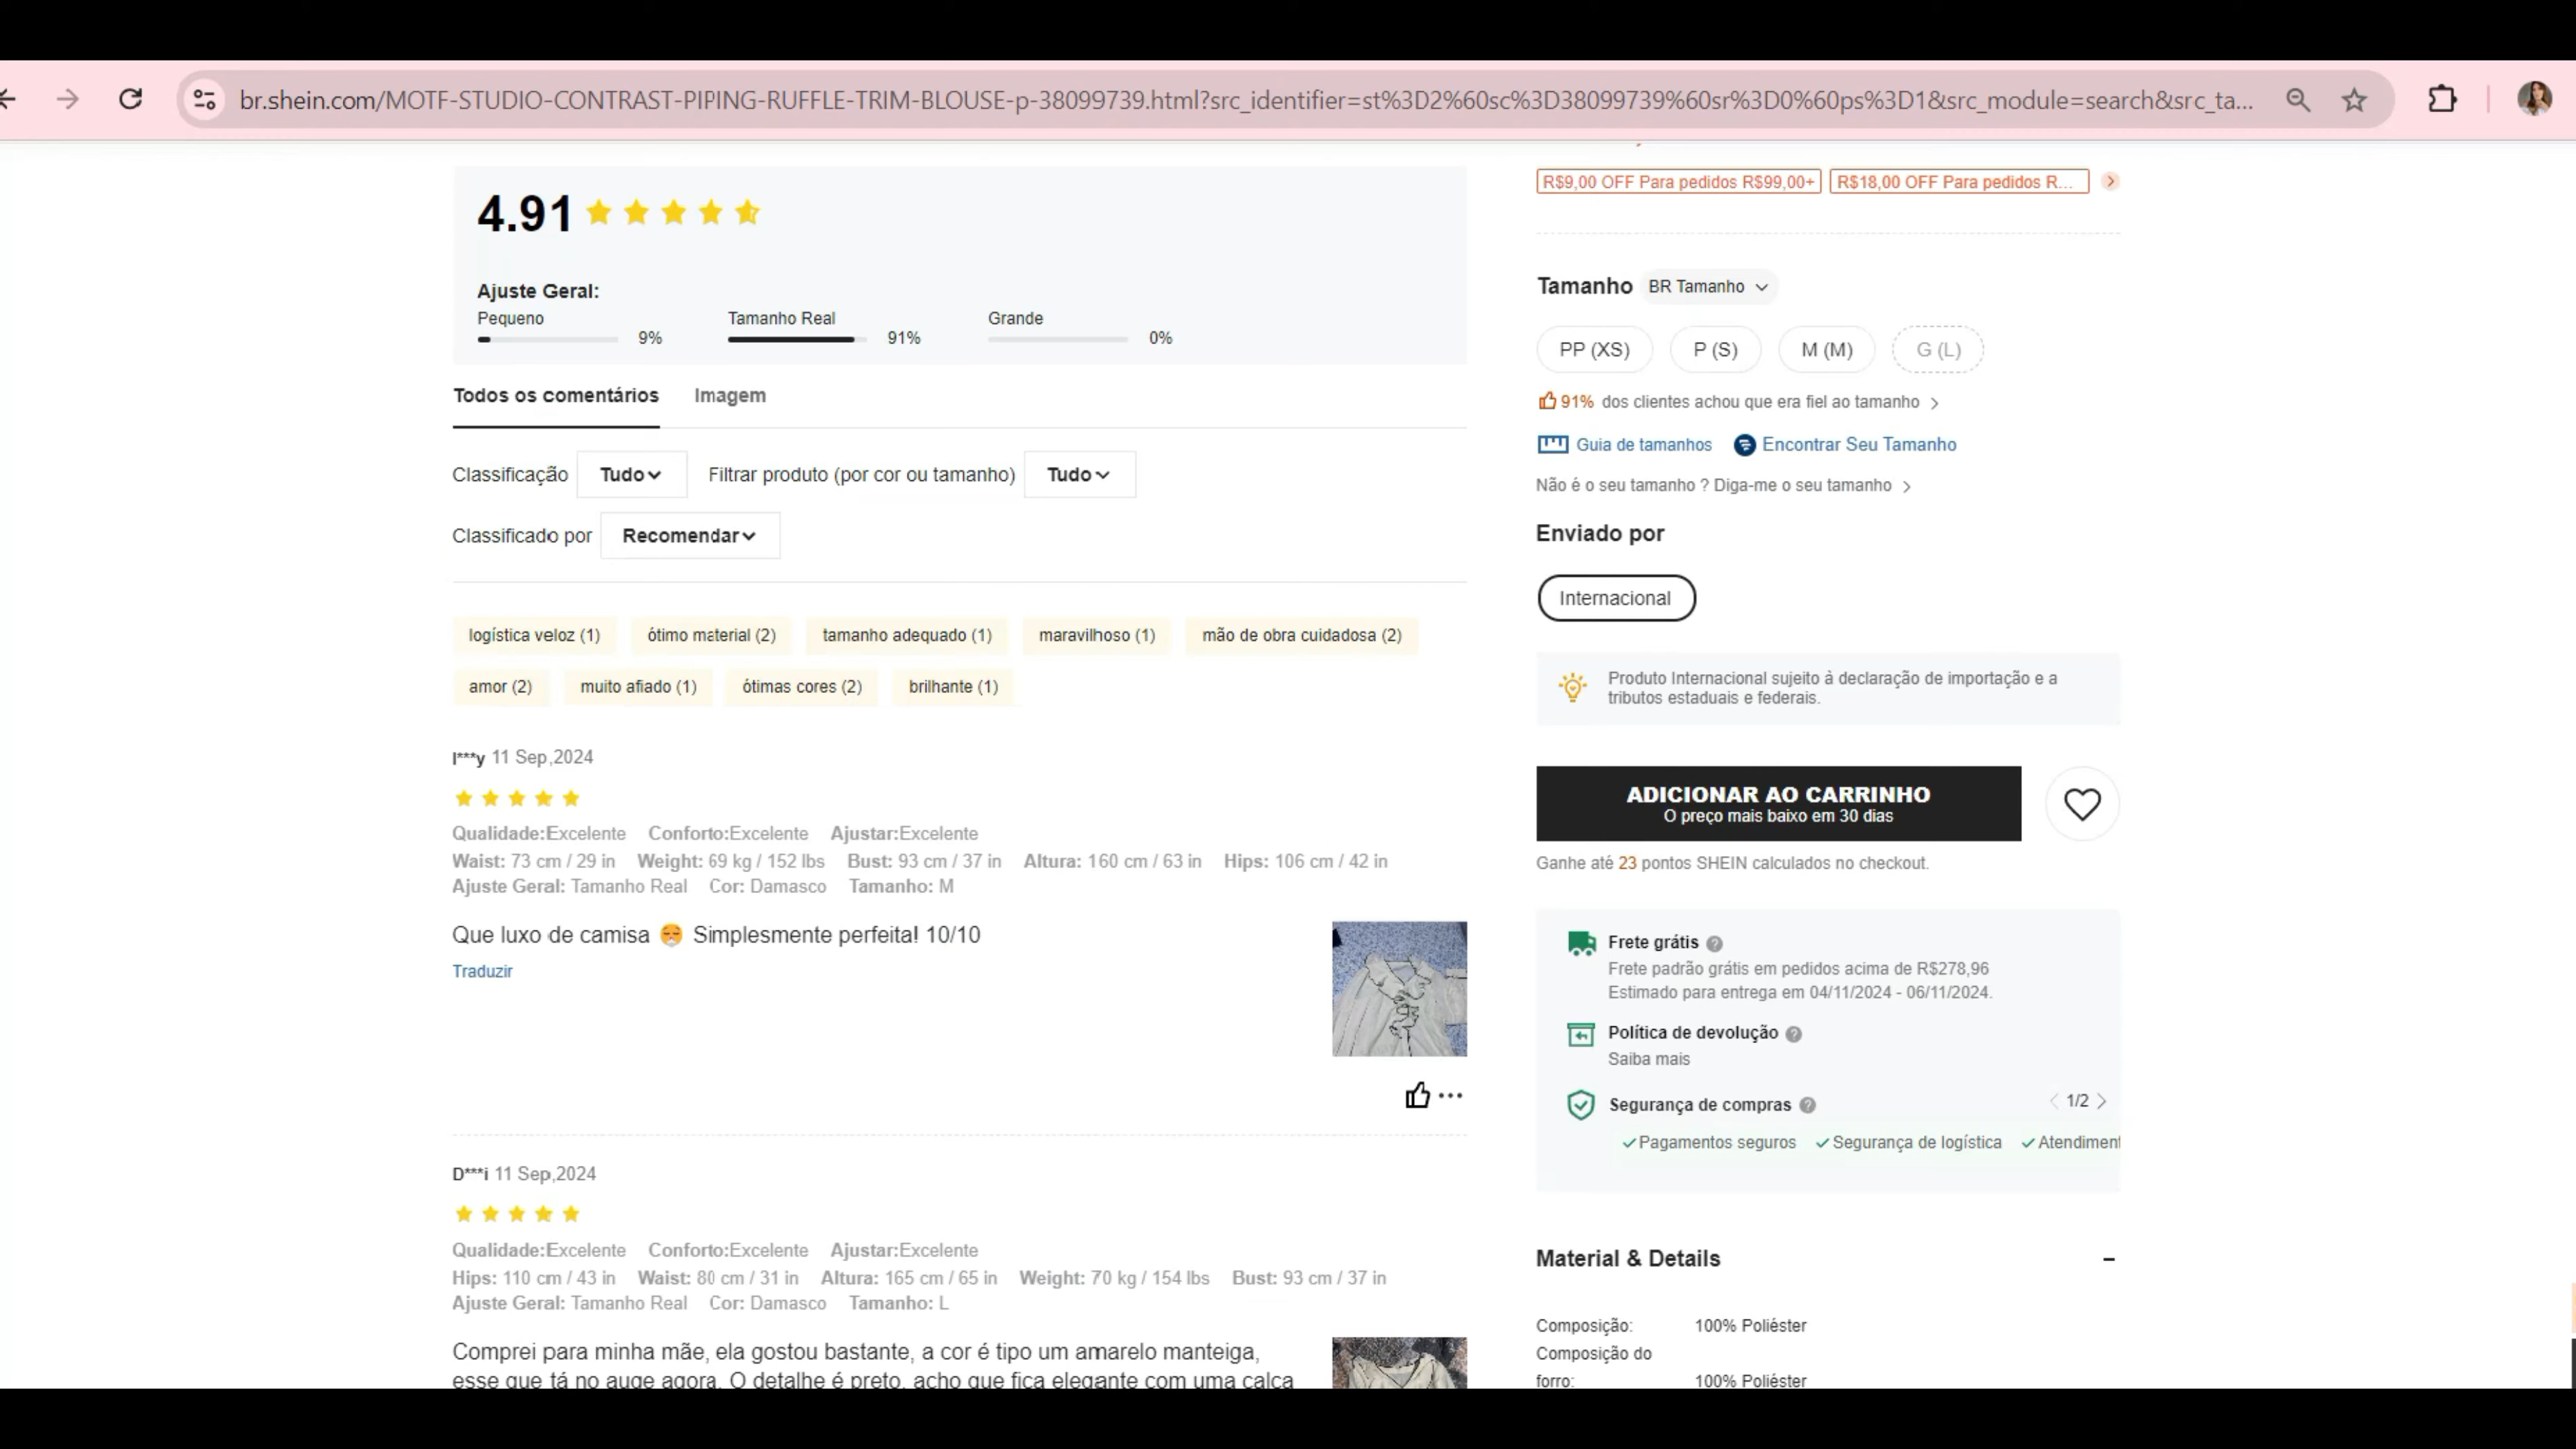 br.shein.com/MOTF-STUDIO-CONTRAST-PIPING-RUFFLE-TRIM-BLOUSE-p-38099739.html?src_identifier=st%3D2%60sc%3D38099739%60sr%3D0%60ps%3D1&src_module=search&src_ta...
4.91
Ajuste Geral:
Pequeno
9%
Tamanho Real
91%
Grande
0%
Todos os comentários
Imagem
Classificação
Tudo
Filtrar produto (por cor ou tamanho)
Tudo
Classificado por
Recomendar
logística veloz (1)
ótimo material (2)
tamanho adequado (1)
maravilhoso (1)
mão de obra cuidadosa (2)
amor (2)
muito afiado (1)
ótimas cores (2)
brilhante (1)
l***y 11 Sep,2024
Qualidade:Excelente Conforto:Excelente Ajustar:Excelente
Waist: 73 cm / 29 in Weight: 69 kg / 152 lbs Bust: 93 cm / 37 in Altura: 160 cm / 63 in Hips: 106 cm / 42 in
Ajuste Geral: Tamanho Real Cor: Damasco Tamanho: M
Que luxo de camisa 😤 Simplesmente perfeita! 10/10
Traduzir
D***i 11 Sep,2024
Qualidade:Excelente Conforto:Excelente Ajustar:Excelente
Hips: 110 cm / 43 in Waist: 80 cm / 31 in Altura: 165 cm / 65 in Weight: 70 kg / 154 lbs Bust: 93 cm / 37 in
Ajuste Geral: Tamanho Real Cor: Damasco Tamanho: L
Comprei para minha mãe, ela gostou bastante, a cor é tipo um amarelo manteiga,
esse que tá no auge agora. O detalhe é preto, acho que fica elegante com uma calça
R$9,00 OFF Para pedidos R$99,00+
R$18,00 OFF Para pedidos R...
Tamanho
BR Tamanho
PP (XS)
P (S)
M (M)
G (L)
91% dos clientes achou que era fiel ao tamanho
Guia de tamanhos
Encontrar Seu Tamanho
Não é o seu tamanho ? Diga-me o seu tamanho
Enviado por
Internacional
Produto Internacional sujeito à declaração de importação e a
tributos estaduais e federais.
ADICIONAR AO CARRINHO
O preço mais baixo em 30 dias
Ganhe até 23 pontos SHEIN calculados no checkout.
Frete grátis
Frete padrão grátis em pedidos acima de R$278,96
Estimado para entrega em 04/11/2024 - 06/11/2024.
Política de devolução
Saiba mais
Segurança de compras
1/2
Pagamentos seguros
Segurança de logística
Atendiment
Material & Details
Composição: 100% Poliéster
Composição do
forro: 100% Poliéster